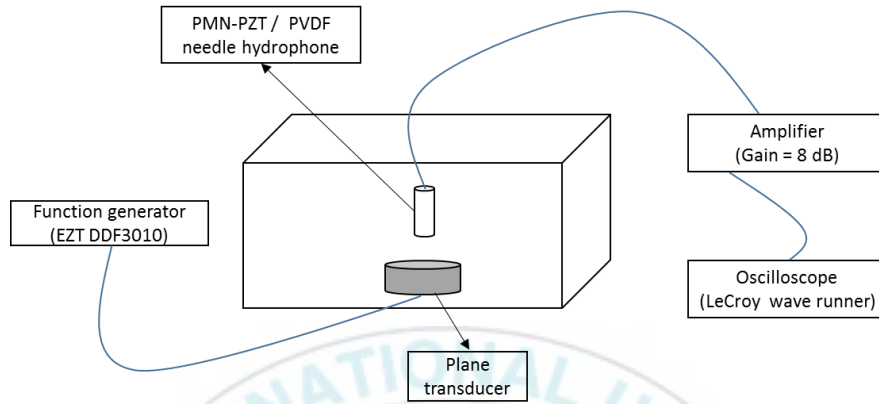 PMN-PZT / PVDF
needle hydrophone
Amplifier
(Gain = 8 dB)
Function generator
(EZT DDF3010)
Oscilloscope
(LeCroy wave runner)
Plane
transducer
NATIONAL U